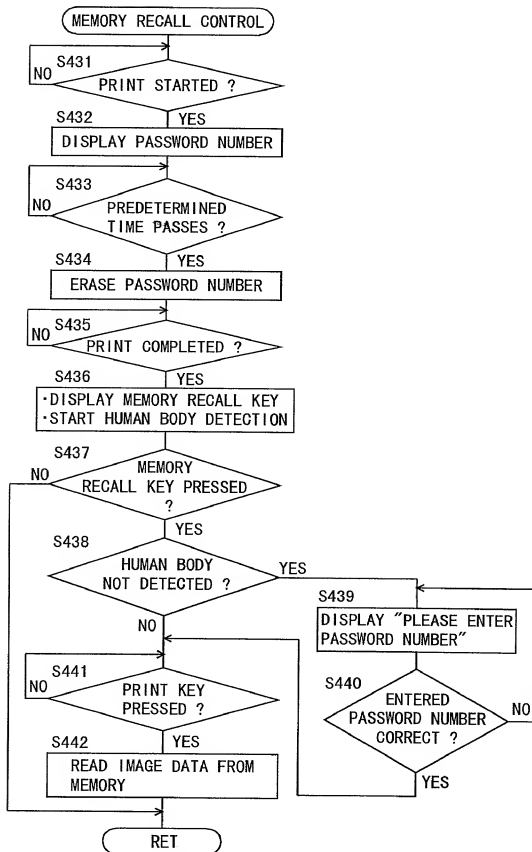 MEMORY RECALL CONTROL
S431
NO
PRINT STARTED ?
YES
S432
DISPLAY PASSWORD NUMBER
S433
NO
PREDETERMINED
TIME PASSES ?
YES
S434
ERASE PASSWORD NUMBER
S435
NO
PRINT COMPLETED ?
YES
S436
·DISPLAY MEMORY RECALL KEY
·START HUMAN BODY DETECTION
S437
NO
MEMORY
RECALL KEY PRESSED
?
YES
S438
HUMAN BODY
NOT DETECTED ?
YES
NO
S439
DISPLAY "PLEASE ENTER
PASSWORD NUMBER"
S440
ENTERED
PASSWORD NUMBER
CORRECT ?
NO
YES
S441
NO
PRINT KEY
PRESSED ?
YES
S442
READ IMAGE DATA FROM
MEMORY
RET